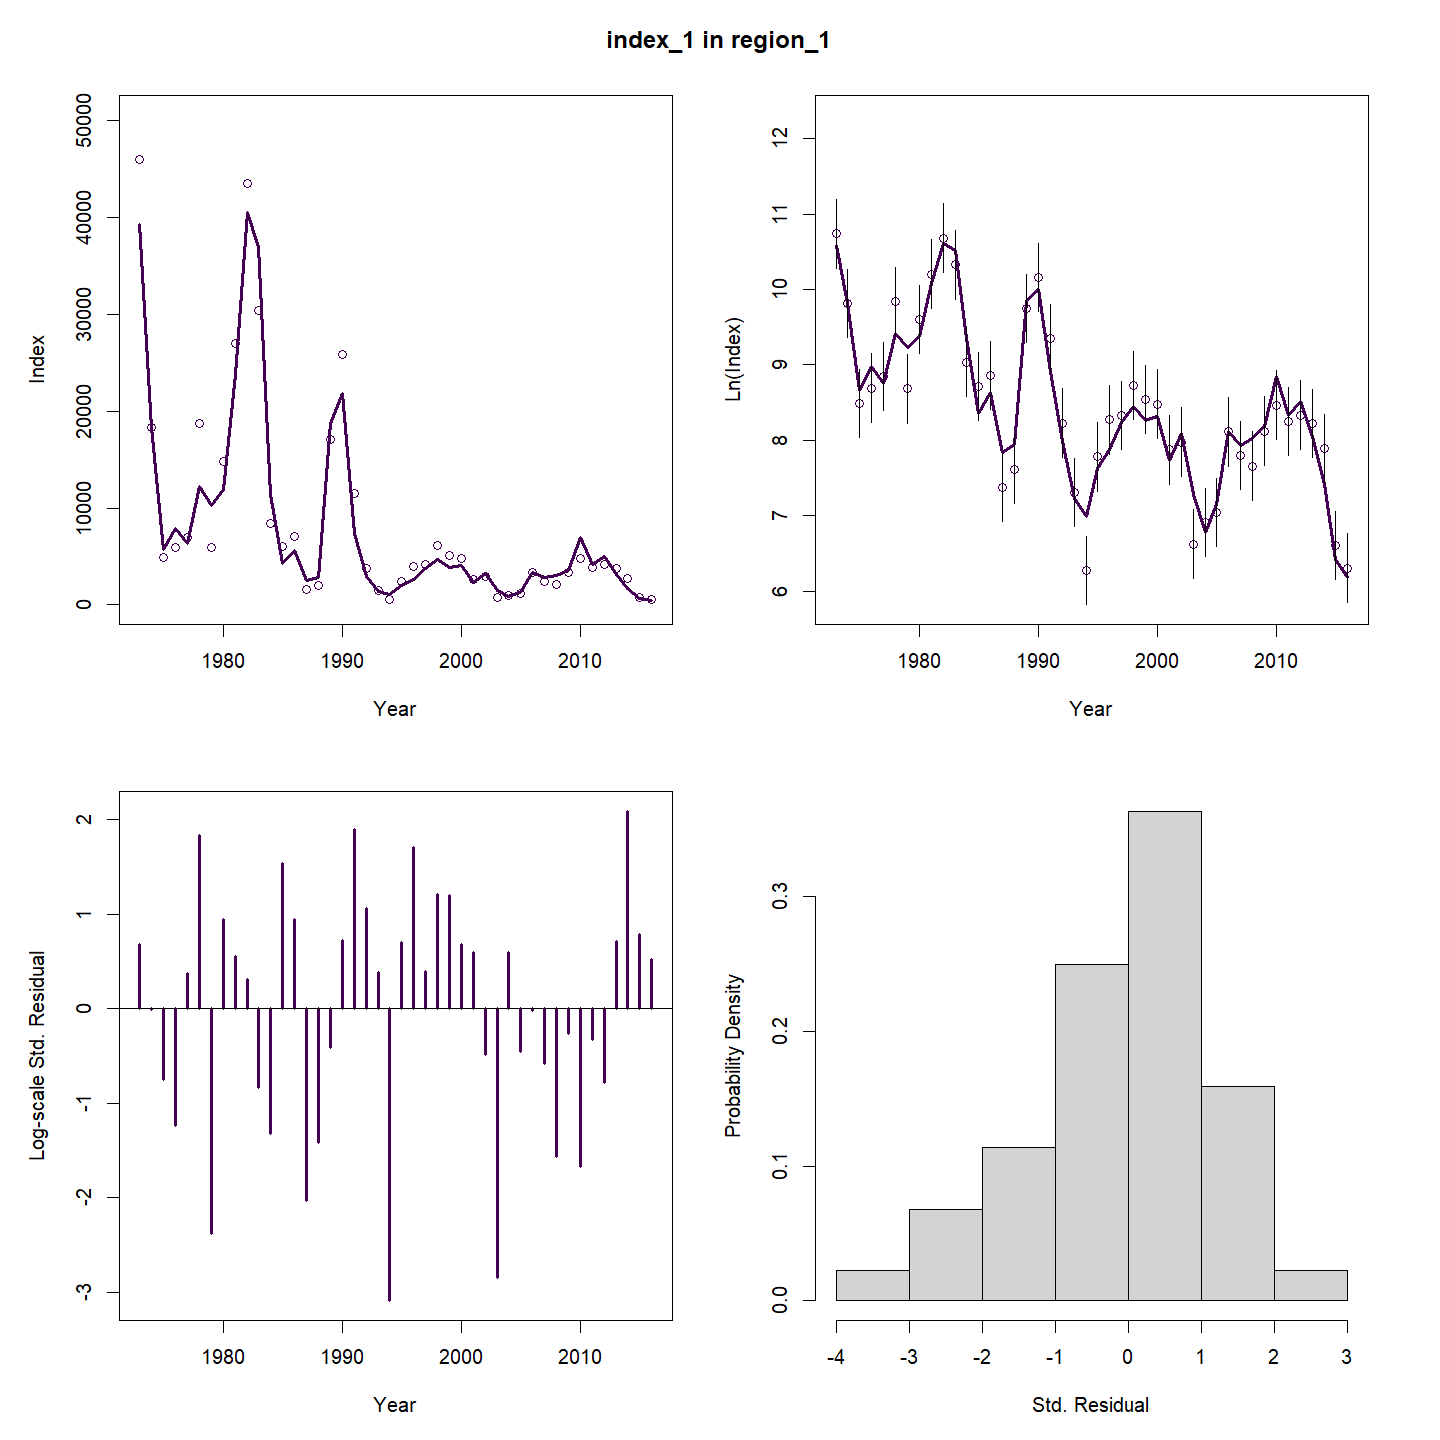 index_1 in region_1
Index
50000
40000
30000
20000
10000
0
1980 1990 2000 2010
Year
Ln(Index)
12
11
10
9
8
7
6
1980 1990 2000 2010
Year
Log-scale Std. Residual
2
1
0
-1
-2
-3
1980 1990 2000 2010
Year
Probability Density
0.3
0.2
0.1
0.0
-4 -3 -2 -1 0 1 2 3
Std. Residual